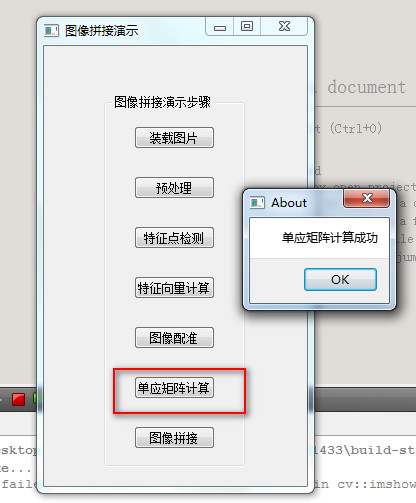 图像拼接演示
图像拼接演示步骤
装载图片
预处理
特征点检测
特征向量计算
图像配准
单应矩阵计算
图像拼接
About
单应矩阵计算成功
OK
document
(Ctrl+O)
open project
1433\build-st
in cv::imshow